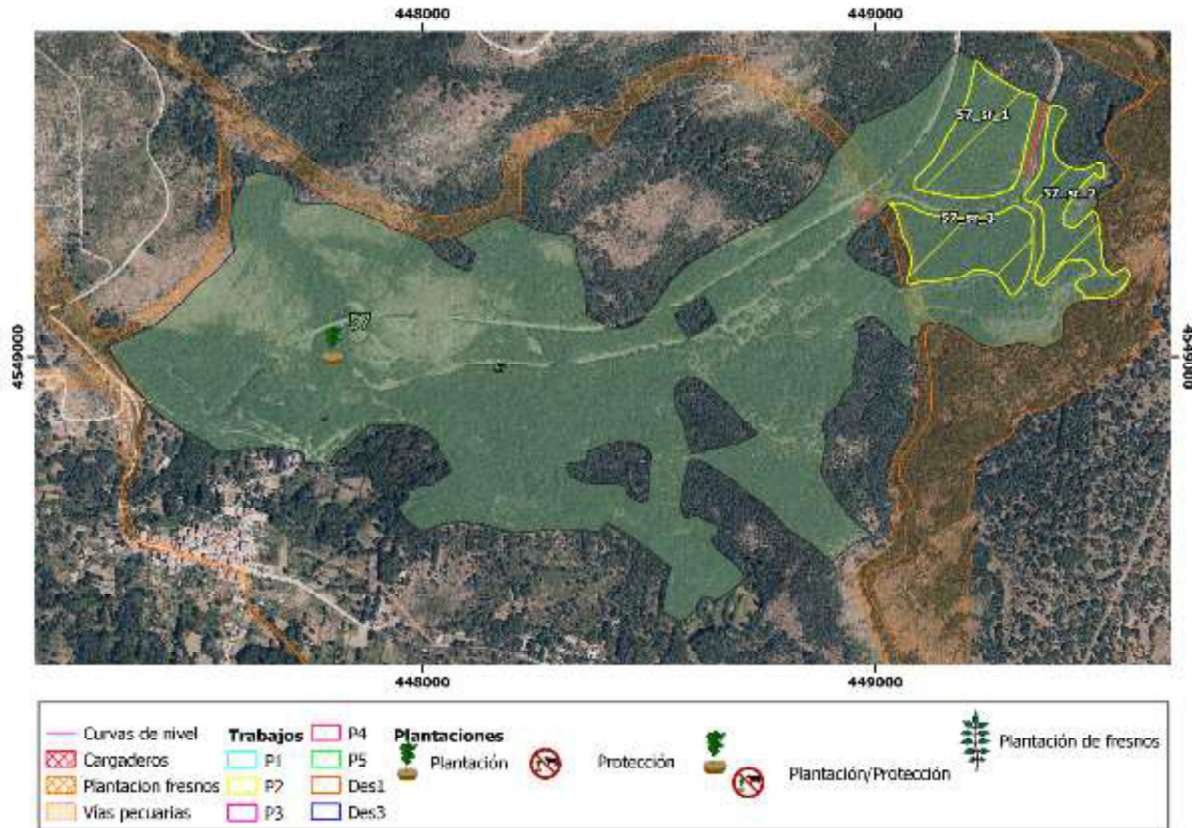 448000
449000
57_sr_1
57_sr_2
57_sr_3
57
4549000
4549000
448000
449000
Curvas de nivel
Cargaderos
Plantacion fresnos
Vías pecuarias
Trabajos
P1
P2
P3
P4
P5
Des1
Des3
Plantaciones
Plantación
Protección
Plantación/Protección
Plantación de fresnos